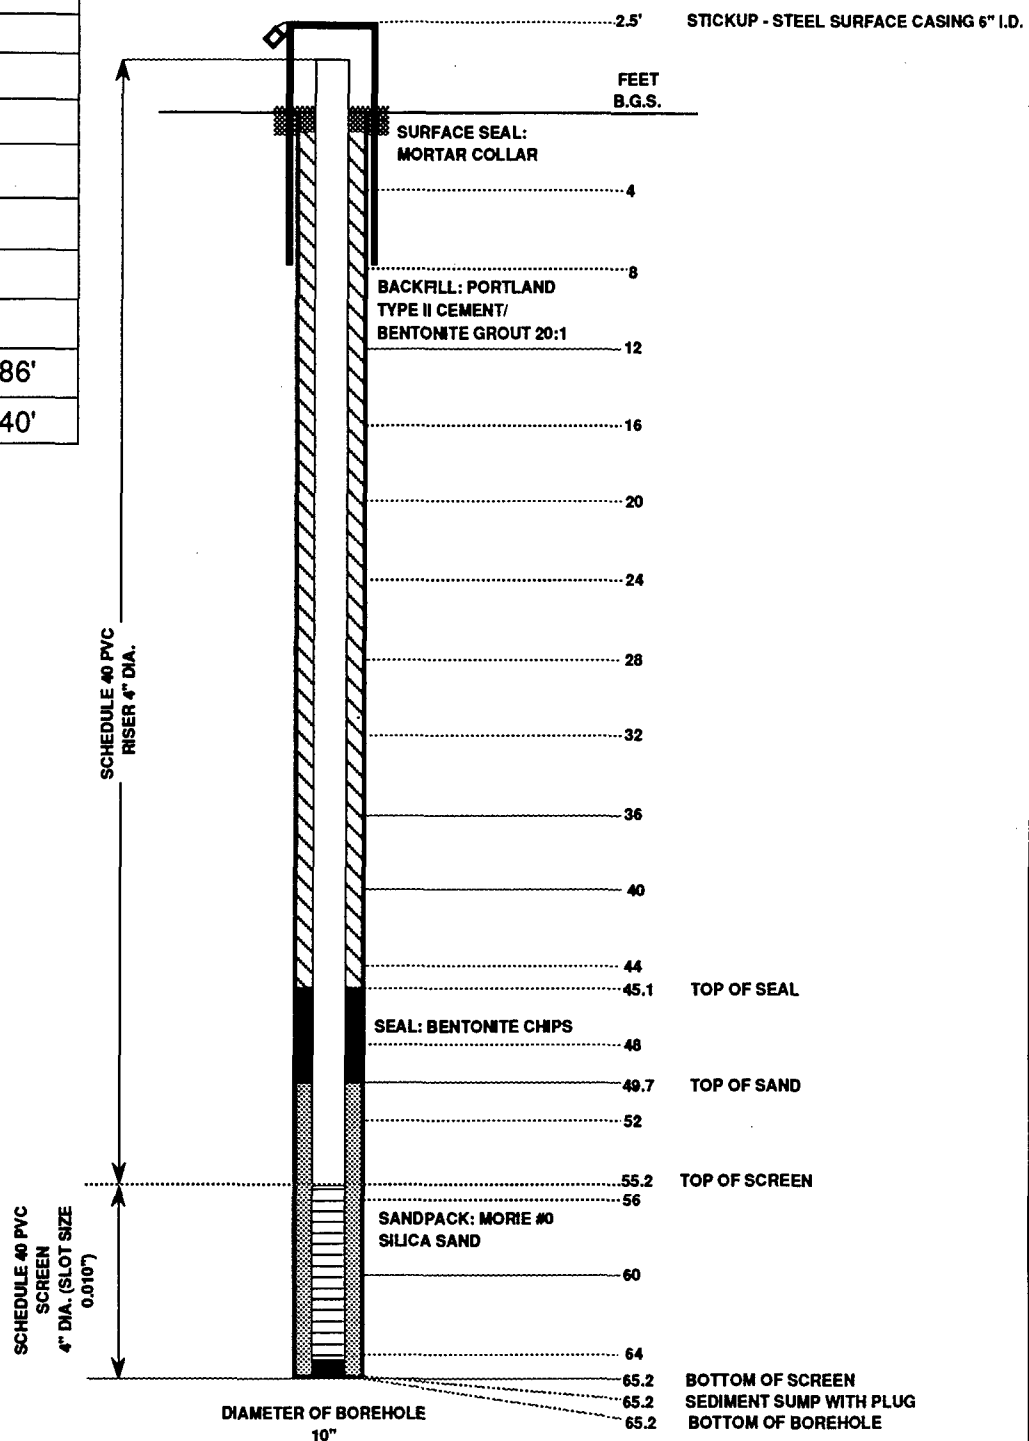 2.5' STICKUP - STEEL SURFACE CASING 6" I.D.
FEET
B.G.S.
SURFACE SEAL:
MORTAR COLLAR
4
8
BACKFILL: PORTLAND
TYPE II CEMENT/
BENTONITE GROUT 20:1
12
86'
40'
16
20
24
28
SCHEDULE 40 PVC
RISER 4" DIA.
32
36
40
44
45.1 TOP OF SEAL
SEAL: BENTONITE CHIPS
48
49.7 TOP OF SAND
52
55.2 TOP OF SCREEN
56
SANDPACK: MORIE #0
SILICA SAND
SCHEDULE 40 PVC
SCREEN
4" DIA. (SLOT SIZE
0.010")
60
64
65.2 BOTTOM OF SCREEN
65.2 SEDIMENT SUMP WITH PLUG
65.2 BOTTOM OF BOREHOLE
DIAMETER OF BOREHOLE
10"